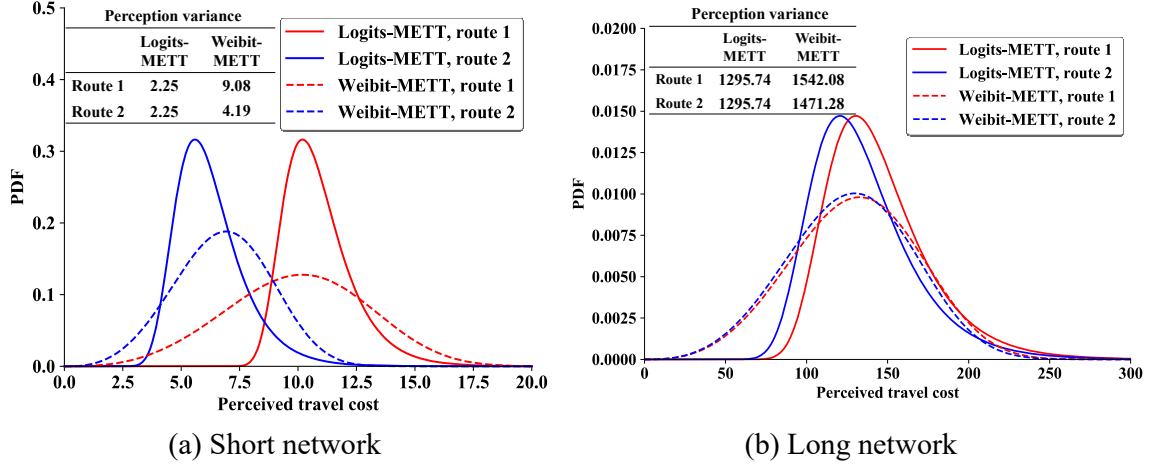 Perception variance
Logits-METT Weibit-METT
Route 1 2.25 9.08
Route 2 2.25 4.19
Logits-METT, route 1
Logits-METT, route 2
Weibit-METT, route 1
Weibit-METT, route 2
0.5
0.4
0.3
0.2
0.1
0.0
PDF
0.0 2.5 5.0 7.5 10.0 12.5 15.0 17.5 20.0
Perceived travel cost
(a) Short network
Perception variance
Logits-METT Weibit-METT
Route 1 1295.74 1542.08
Route 2 1295.74 1471.28
Logits-METT, route 1
Logits-METT, route 2
Weibit-METT, route 1
Weibit-METT, route 2
0.0200
0.0175
0.0150
0.0125
0.0100
0.0075
0.0050
0.0025
0.0000
PDF
0 50 100 150 200 250 300
Perceived travel cost
(b) Long network